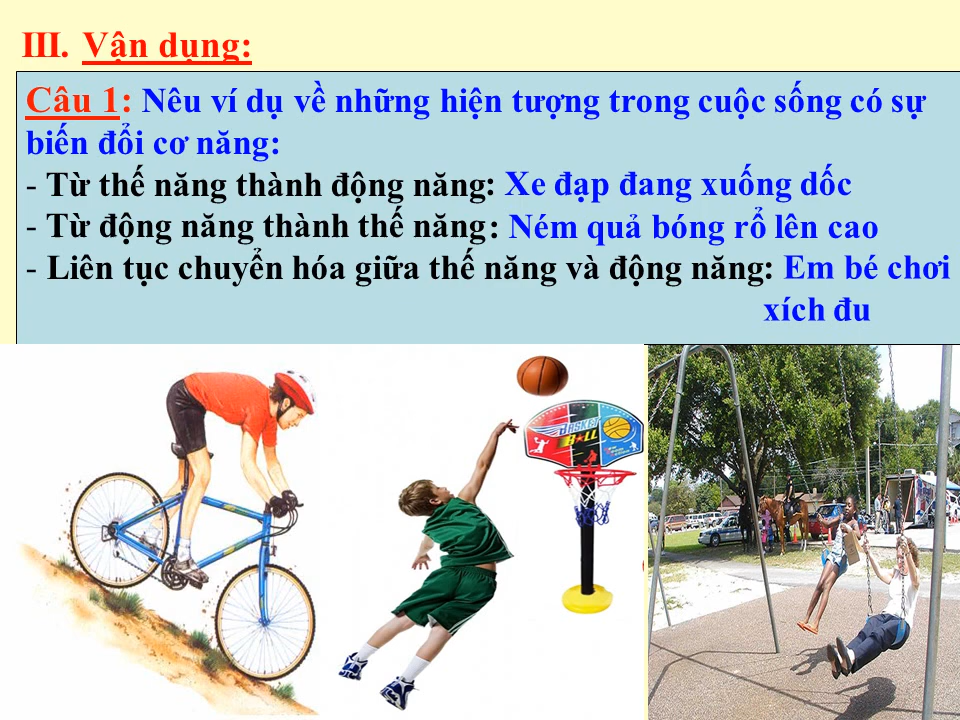 III. Vận dụng:
Câu 1: Nêu ví dụ về những hiện tượng trong cuộc sống có sự
biến đổi cơ năng:
- Từ thế năng thành động năng: Xe đạp đang xuống dốc
- Từ động năng thành thế năng: Ném quả bóng rổ lên cao
- Liên tục chuyển hóa giữa thế năng và động năng: Em bé chơi
xích đu
BASKET
BALL